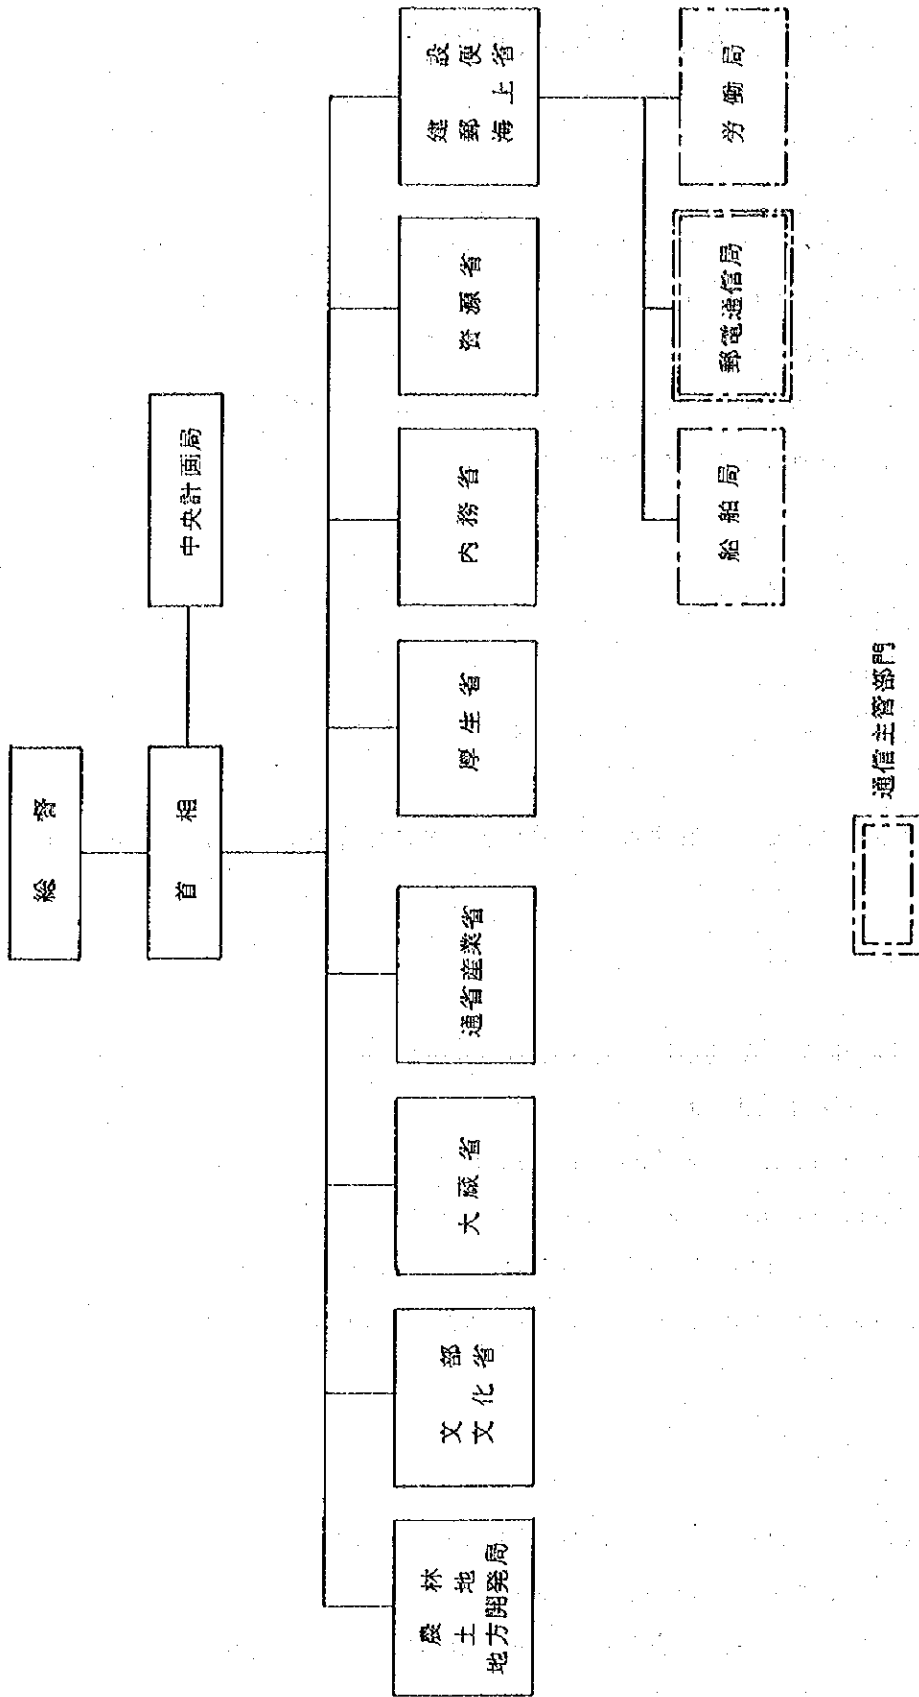 総督
首相
中央計画局
農林
土地
地方開発局
文部
文化省
大蔵省
通省産業省
厚生省
内務省
資源省
建設
郵便
海上省
船舶局
郵電通信局
労働局
通信主管部門